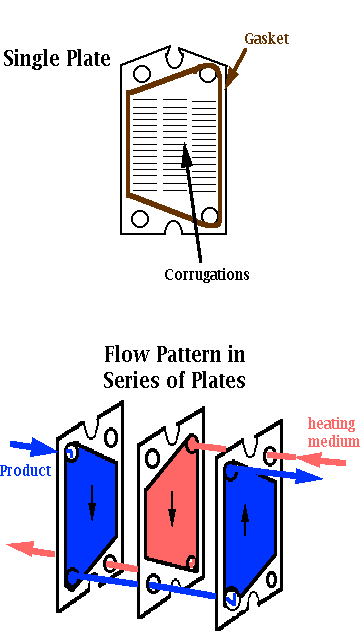 Gasket
Single Plate
Corrugations
Flow Pattern in
Series of Plates
heating
medium
Product